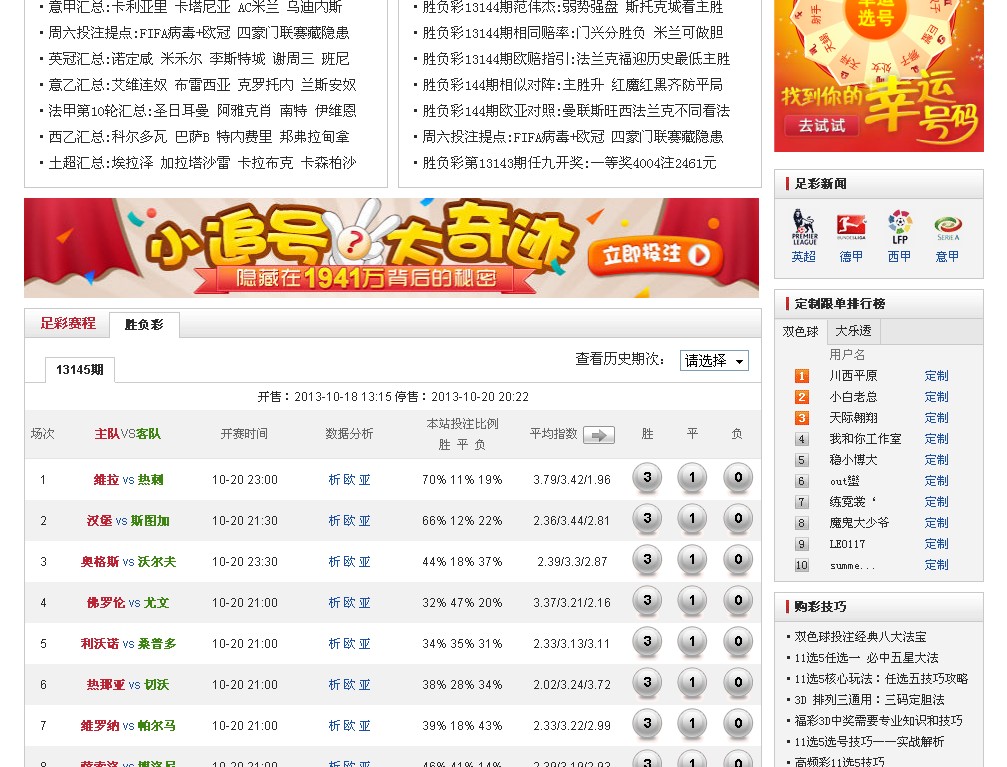 意甲汇总:卡利亚里 卡塔尼亚 AC米兰 乌迪内斯
周六投注提点:FIFA病毒+欧冠 四豪门联赛藏隐患
英冠汇总:诺定咸 米禾尔 李斯特城 谢周三 班尼
意乙汇总:艾维连奴 布雷西亚 克罗托内 兰斯安奴
法甲第10轮汇总:圣日耳曼 阿雅克肖 南特 伊维恩
西乙汇总:科尔多瓦 巴萨B 特内费里 邦弗拉甸拿
土超汇总:埃拉泽 加拉塔沙雷 卡拉布克 卡森柏沙
胜负彩13144期范伟杰:弱势强盘 斯托克城看主胜
胜负彩13144期相同赔率:门兴分胜负 米兰可做胆
胜负彩13144期欧赔指引:法兰克福迎历史最低主胜
胜负彩144期相似对阵:主胜升 红魔红黑齐防平局
胜负彩144期欧亚对照:曼联斯旺西法兰克不同看法
周六投注提点:FIFA病毒+欧冠 四豪门联赛藏隐患
胜负彩第13143期任九开奖:一等奖4004注2461元
幸运
选号
射手
天蝎
天秤
处女
狮子
巨蟹
找到你的幸运号码
去试试
小追号?大奇迹
隐藏在1941万背后的秘密
立即投注
足彩新闻
PREMIER LEAGUE
BUNDESLIGA
LFP
SERIE A
英超 德甲 西甲 意甲
足彩赛程 胜负彩
13145期
查看历史期次： 请选择
开售：2013-10-18 13:15 停售：2013-10-20 20:22
场次 主队VS客队 开赛时间 数据分析 本站投注比例 平均指数 胜 平 负
胜 平 负
1 维拉 vs 热刺 10-20 23:00 析 欧 亚 70% 11% 19% 3.79/3.42/1.96 3 1 0
2 汉堡 vs 斯图加 10-20 21:30 析 欧 亚 66% 12% 22% 2.36/3.44/2.81 3 1 0
3 奥格斯 vs 沃尔夫 10-20 23:30 析 欧 亚 44% 18% 37% 2.39/3.3/2.87 3 1 0
4 佛罗伦 vs 尤文 10-20 21:00 析 欧 亚 32% 47% 20% 3.37/3.21/2.16 3 1 0
5 利沃诺 vs 桑普多 10-20 21:00 析 欧 亚 34% 35% 31% 2.33/3.13/3.11 3 1 0
6 热那亚 vs 切沃 10-20 21:00 析 欧 亚 38% 28% 34% 2.02/3.24/3.72 3 1 0
7 维罗纳 vs 帕尔马 10-20 21:00 析 欧 亚 39% 18% 43% 2.33/3.22/2.99 3 1 0
8 萨索洛 vs 博洛尼 10-20 21:00 析 欧 亚 46% 41% 14% 2.39/3.19/2.93 3 1 0
定制跟单排行榜
双色球 大乐透
用户名
1 川西平原 定制
2 小白老总 定制
3 天际翱翔 定制
4 我和你工作室 定制
5 稳小博大 定制
6 定制
7 练霓裳‘ 定制
8 魔鬼大少爷 定制
9 LE0117 定制
10 summe... 定制
购彩技巧
双色球投注经典八大法宝
11选5任选一 必中五星大法
11选5核心玩法：任选五技巧攻略
3D 排列三通用：三码定胆法
福彩3D中奖需要专业知识和技巧
11选5选号技巧——实战解析
高频彩11选5技巧